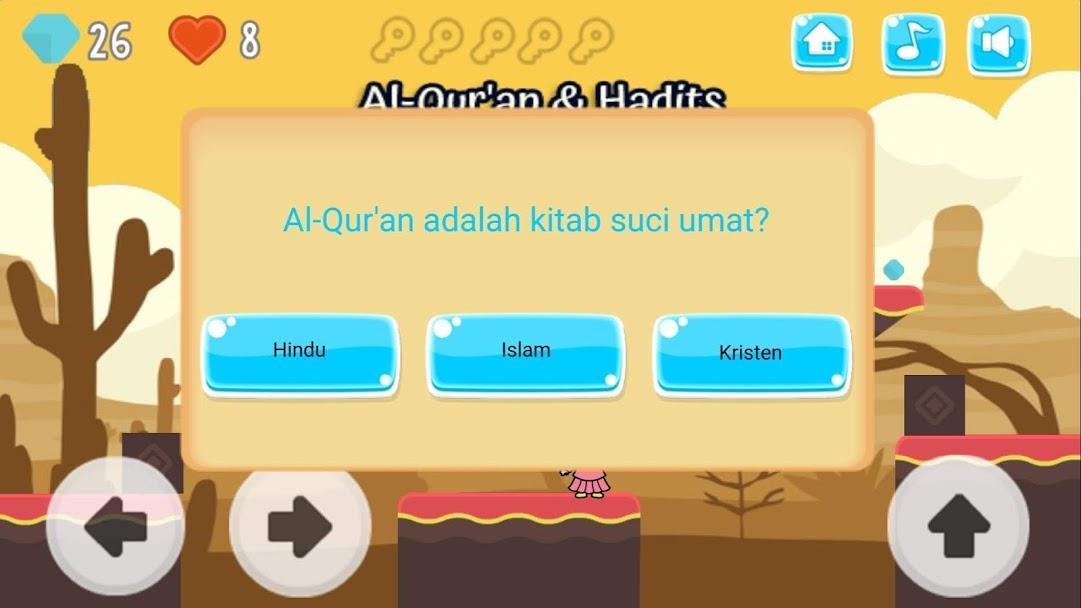 26 8
Al-Qur'an & Hadits
Al-Qur'an adalah kitab suci umat?
Hindu Islam Kristen